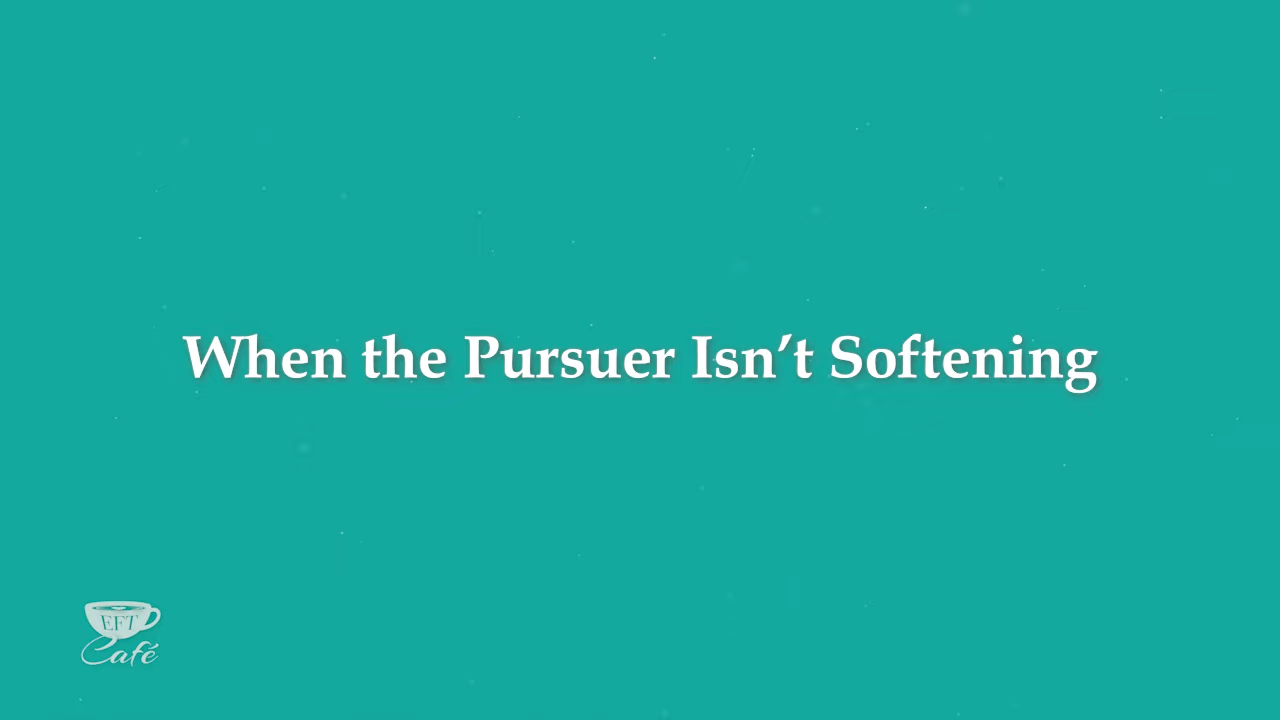 When the Pursuer Isn’t Softening
EFT
Café